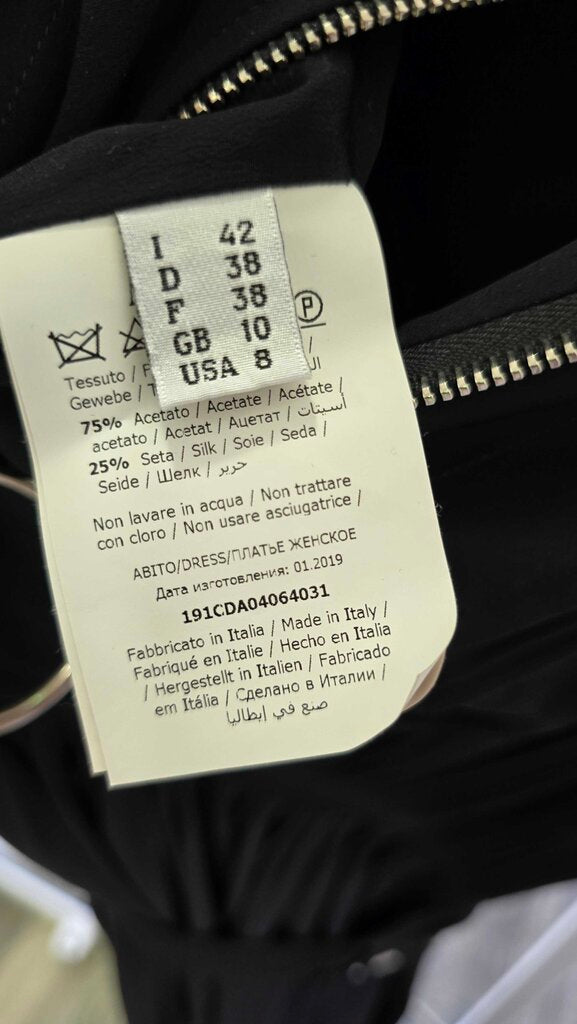 I 42
D 38
F 38
GB 10
USA 8
P
Tessuto /
Gewebe /
75% Acetato / Acetate / Acétate /
acetato / Acetat / Ацетат / أسيتات
25% Seta / Silk / Soie / Seda /
Seide / Шелк / حرير
Non lavare in acqua / Non trattare
con cloro / Non usare asciugatrice /
ABITO/DRESS/ПЛАТЬЕ ЖЕНСКОЕ
Дата изготовления: 01.2019
191CDA04064031
Fabbricato in Italia / Made in Italy /
Fabriqué en Italie / Hecho en Italia
/ Hergestellt in Italien / Fabricado
em Itália / Сделано в Италии /
صنع في إيطاليا